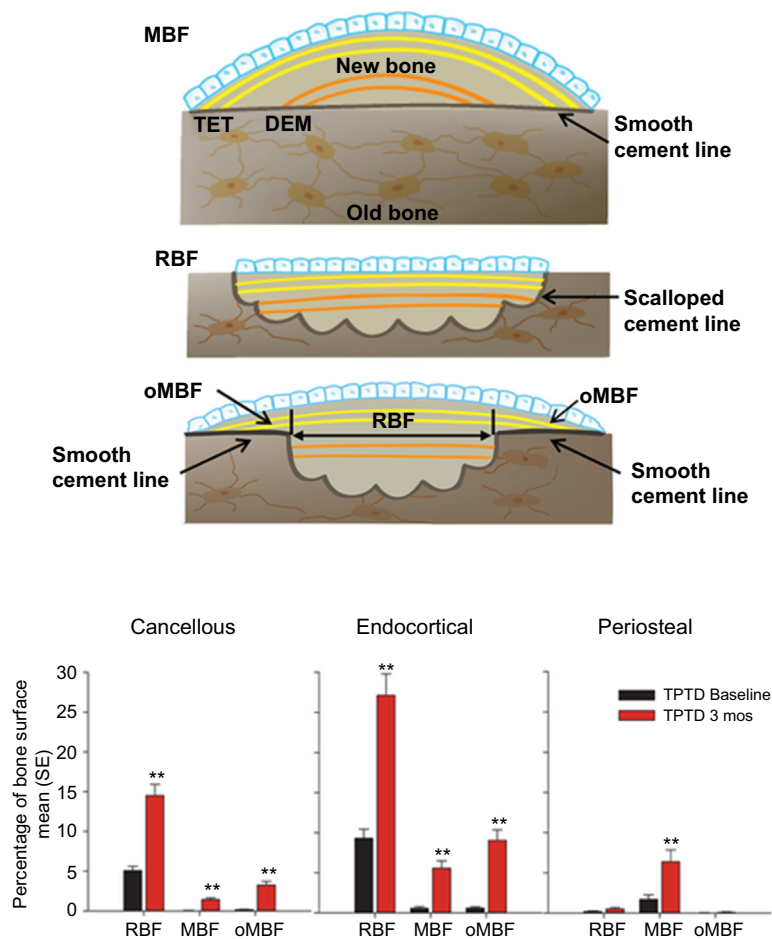 MBF
New bone
TET
DEM
Smooth
cement line
Old bone
RBF
Scalloped
cement line
oMBF
oMBF
RBF
Smooth
cement line
Smooth
cement line
Cancellous
Endocortical
Periosteal
Percentage of bone surface
mean (SE)
30
25
20
15
10
5
0
**
**
**
**
**
**
**
TPTD Baseline
TPTD 3 mos
RBF MBF oMBF
RBF MBF oMBF
RBF MBF oMBF